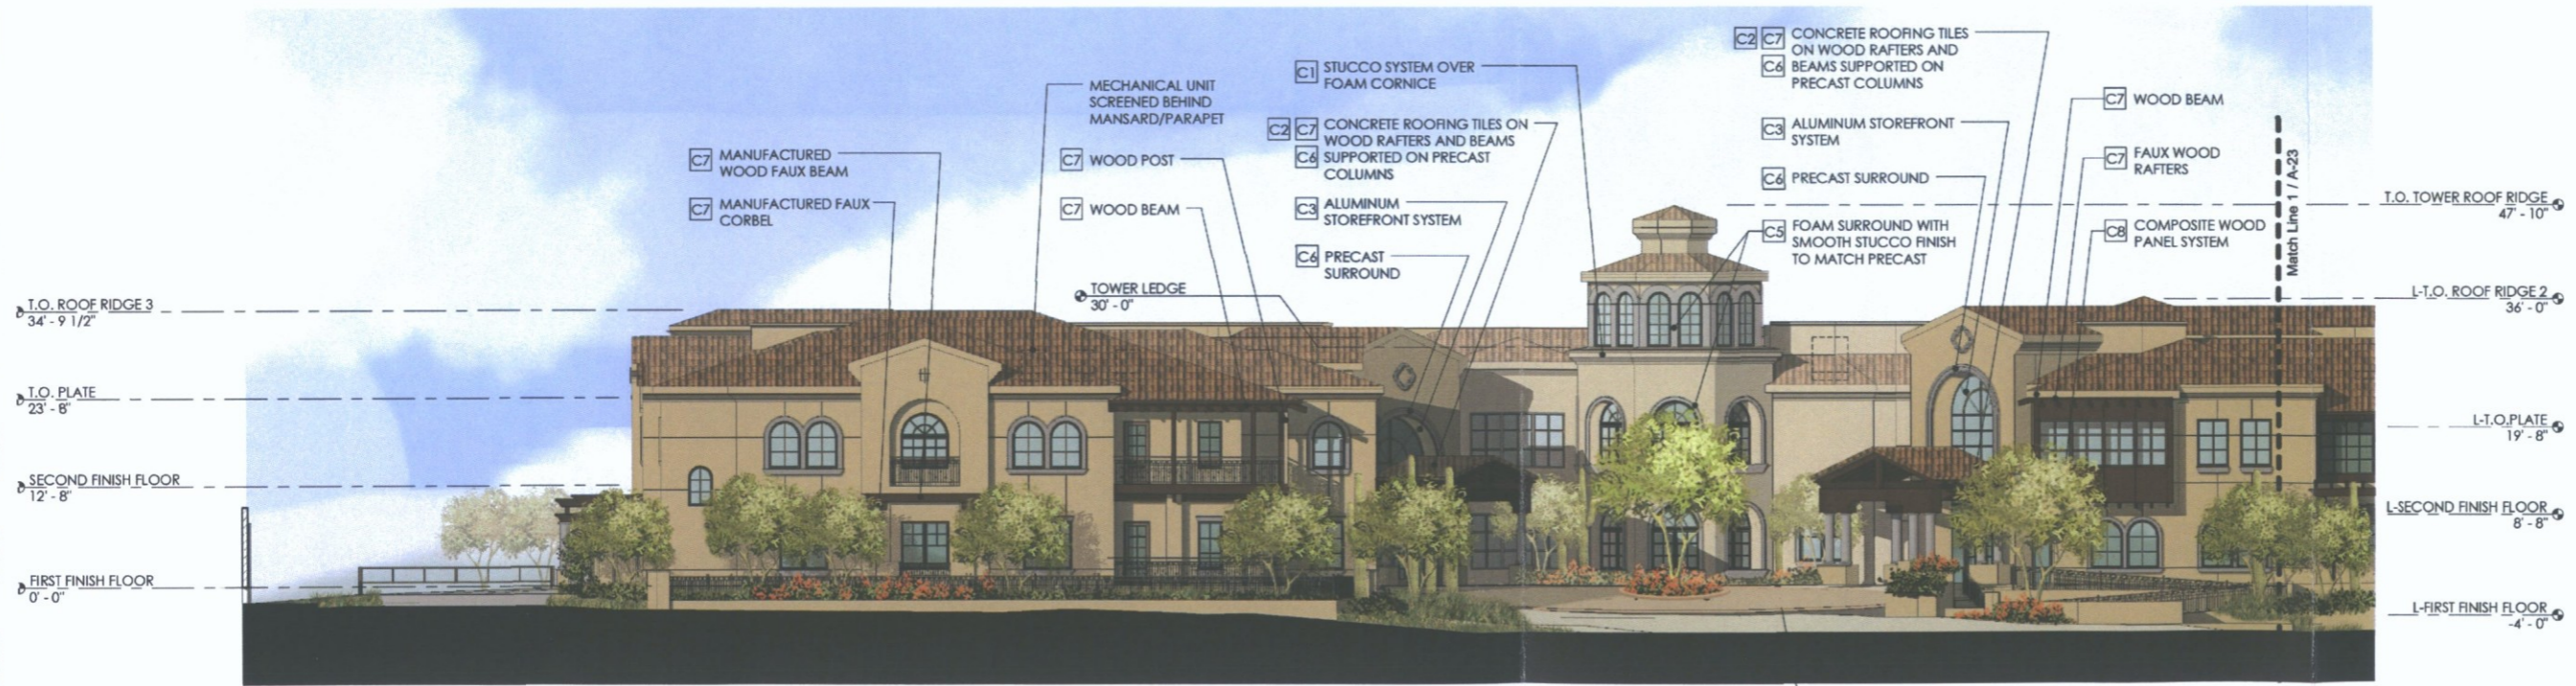 T.O. ROOF RIDGE 3
34' - 9 1/2"
T.O. PLATE
23' - 8"
SECOND FINISH FLOOR
12' - 8"
FIRST FINISH FLOOR
0' - 0"
C7 MANUFACTURED
WOOD FAUX BEAM
C7 MANUFACTURED FAUX
CORBEL
MECHANICAL UNIT
SCREENED BEHIND
MANSARD/PARAPET
C7 WOOD POST
C7 WOOD BEAM
TOWER LEDGE
30' - 0"
C1 STUCCO SYSTEM OVER
FOAM CORNICE
C2 C7 CONCRETE ROOFING TILES ON
WOOD RAFTERS AND BEAMS
C6 SUPPORTED ON PRECAST
COLUMNS
C3 ALUMINUM
STOREFRONT SYSTEM
C6 PRECAST
SURROUND
C2 C7 CONCRETE ROOFING TILES
ON WOOD RAFTERS AND
C6 BEAMS SUPPORTED ON
PRECAST COLUMNS
C3 ALUMINUM STOREFRONT
SYSTEM
C6 PRECAST SURROUND
C5 FOAM SURROUND WITH
SMOOTH STUCCO FINISH
TO MATCH PRECAST
C7 WOOD BEAM
C7 FAUX WOOD
RAFTERS
C8 COMPOSITE WOOD
PANEL SYSTEM
Match Line 1 / A-23
T.O. TOWER ROOF RIDGE
47' - 10"
L-T.O. ROOF RIDGE 2
36' - 0"
L-T.O.PLATE
19' - 8"
L-SECOND FINISH FLOOR
8' - 8"
L-FIRST FINISH FLOOR
-4' - 0"